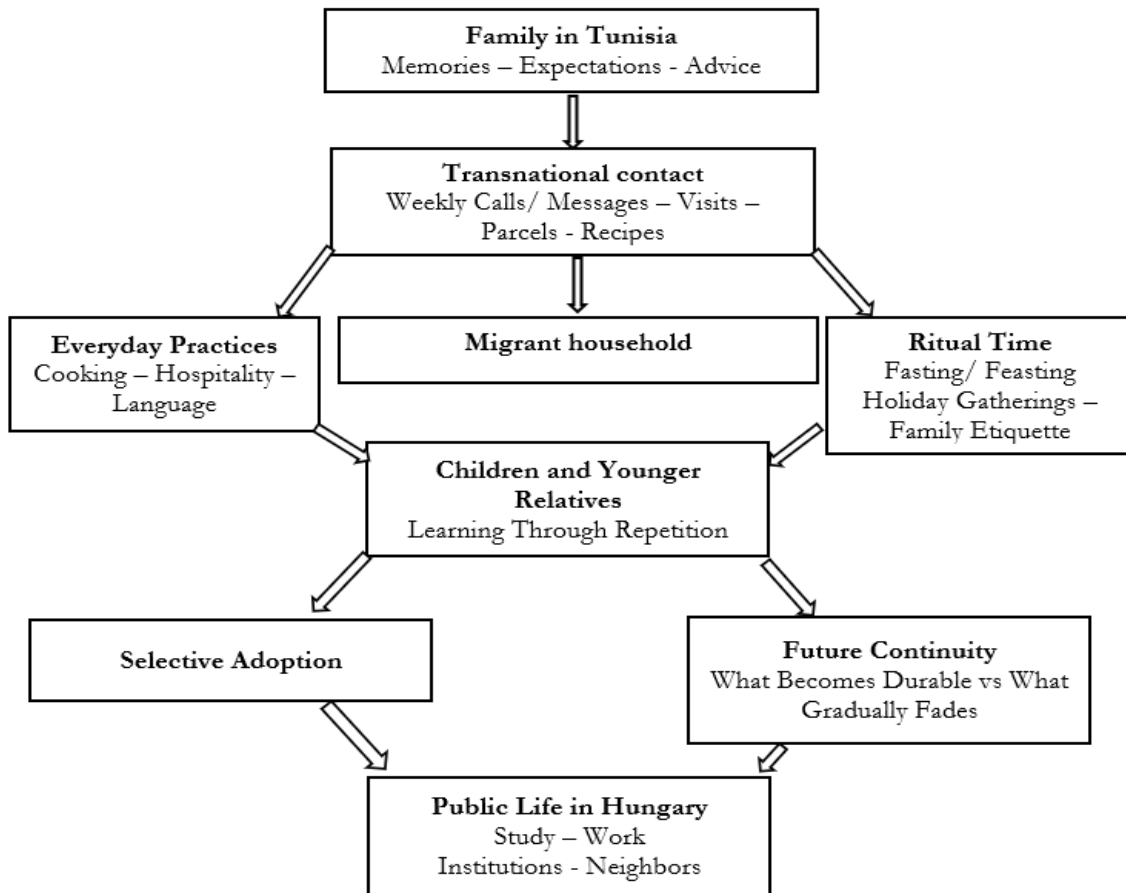 Family in Tunisia
Memories – Expectations - Advice
Transnational contact
Weekly Calls/ Messages – Visits –
Parcels - Recipes
Everyday Practices
Cooking – Hospitality –
Language
Migrant household
Ritual Time
Fasting/ Feasting
Holiday Gatherings –
Family Etiquette
Children and Younger
Relatives
Learning Through Repetition
Selective Adoption
Future Continuity
What Becomes Durable vs What
Gradually Fades
Public Life in Hungary
Study – Work
Institutions - Neighbors